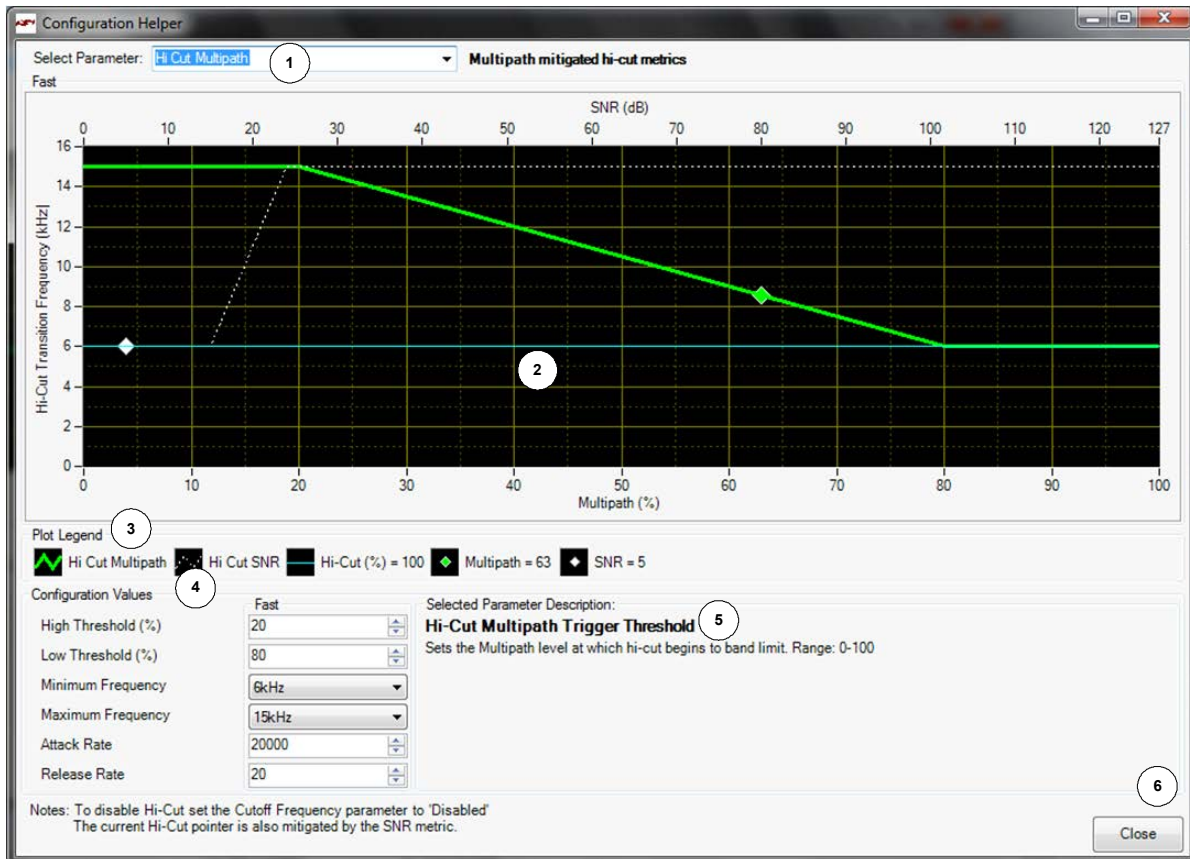 Configuration Helper
Select Parameter: Hi Cut Multipath 1 Multipath mitigated hi-cut metrics
Fast
SNR (dB)
0 10 20 30 40 50 60 70 80 90 100 110 120 127
16
14
12
10
8
6
4
2
0
Hi-Cut Transition Frequency [kHz]
2
0 10 20 30 40 50 60 70 80 90 100
Multipath (%)
Plot Legend 3
Hi Cut Multipath Hi Cut SNR Hi-Cut (%) = 100 Multipath = 63 SNR = 5
4
Configuration Values
Fast
High Threshold (%) 20
Low Threshold (%) 80
Minimum Frequency 6kHz
Maximum Frequency 15kHz
Attack Rate 20000
Release Rate 20
Selected Parameter Description:
Hi-Cut Multipath Trigger Threshold 5
Sets the Multipath level at which hi-cut begins to band limit. Range: 0-100
6
Notes: To disable Hi-Cut set the Cutoff Frequency parameter to 'Disabled'
The current Hi-Cut pointer is also mitigated by the SNR metric.
Close